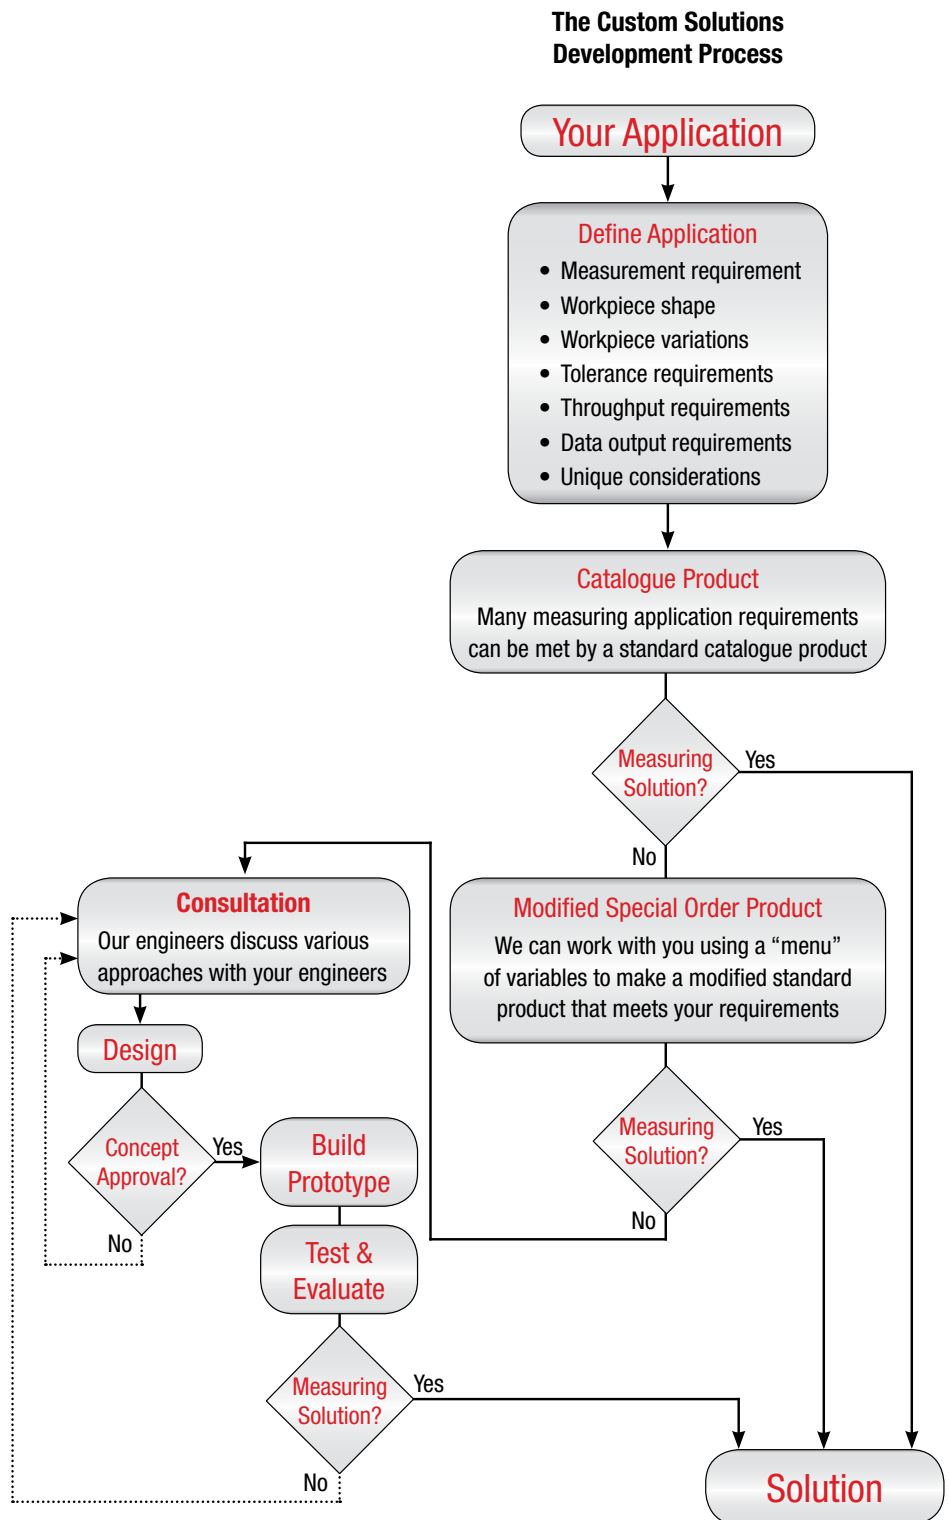 The Custom Solutions
Development Process
Your Application
Define Application
• Measurement requirement
• Workpiece shape
• Workpiece variations
• Tolerance requirements
• Throughput requirements
• Data output requirements
• Unique considerations
Catalogue Product
Many measuring application requirements
can be met by a standard catalogue product
Measuring
Solution?
Yes
No
Modified Special Order Product
We can work with you using a “menu”
of variables to make a modified standard
product that meets your requirements
Measuring
Solution?
Yes
No
Consultation
Our engineers discuss various
approaches with your engineers
Design
Concept
Approval?
Yes
No
Build
Prototype
Test &
Evaluate
Measuring
Solution?
Yes
No
Solution